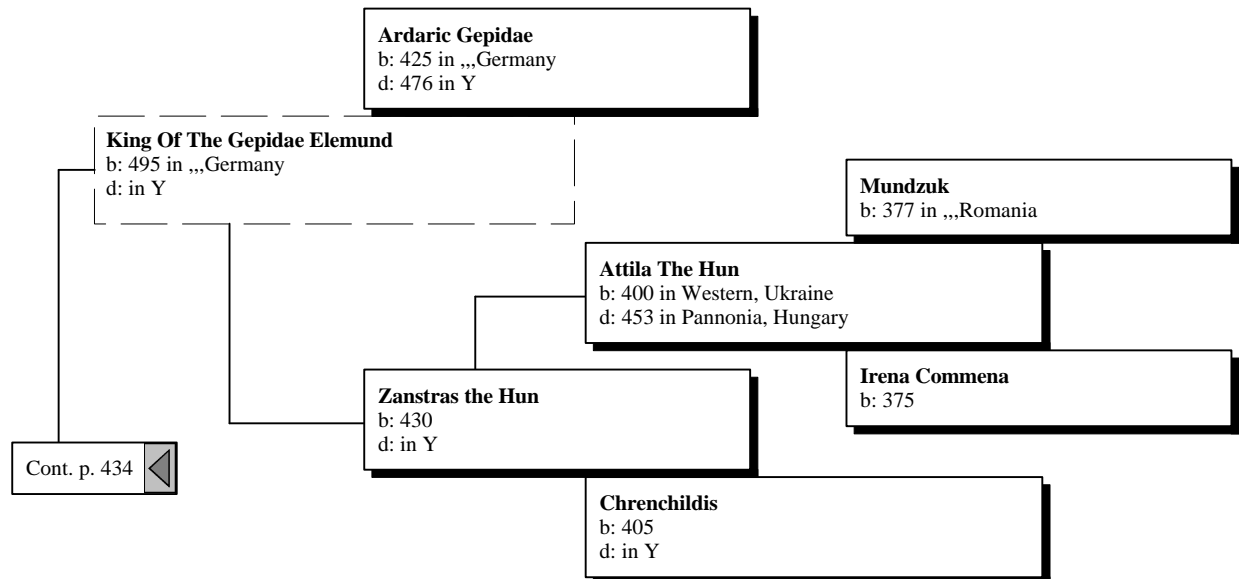 Ardaric Gepidae
b: 425 in ,,,Germany
d: 476 in Y
King Of The Gepidae Elemund
b: 495 in ,,,Germany
d: in Y
Mundzuk
b: 377 in ,,,Romania
Attila The Hun
b: 400 in Western, Ukraine
d: 453 in Pannonia, Hungary
Irena Commena
b: 375
Zanstras the Hun
b: 430
d: in Y
Cont. p. 434
Chrenchildis
b: 405
d: in Y